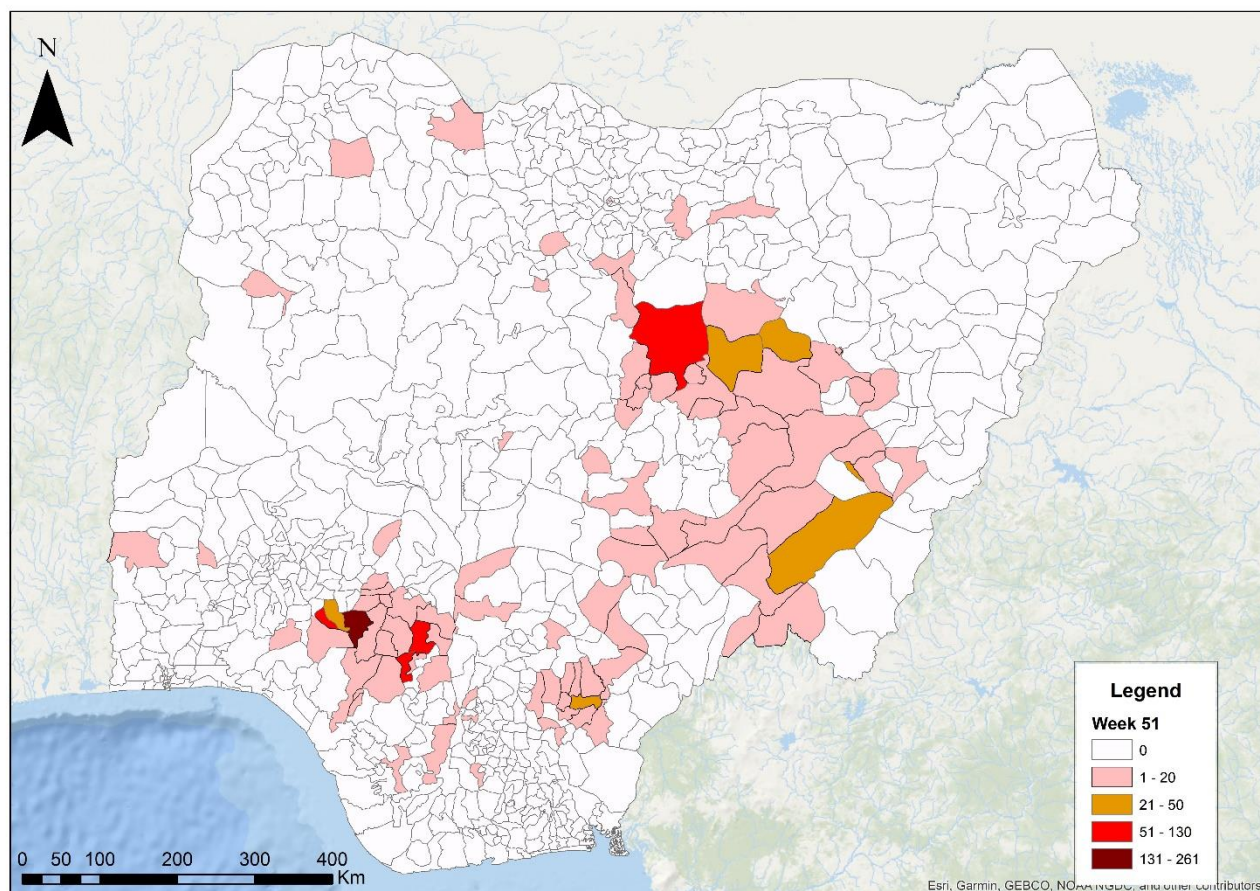 N
Legend
Week 51
0
1 - 20
21 - 50
51 - 130
131 - 261
0 50 100 200 300 400
Km
Esri, Garmin, GEBCO, NOAA NGDC, and other contributors